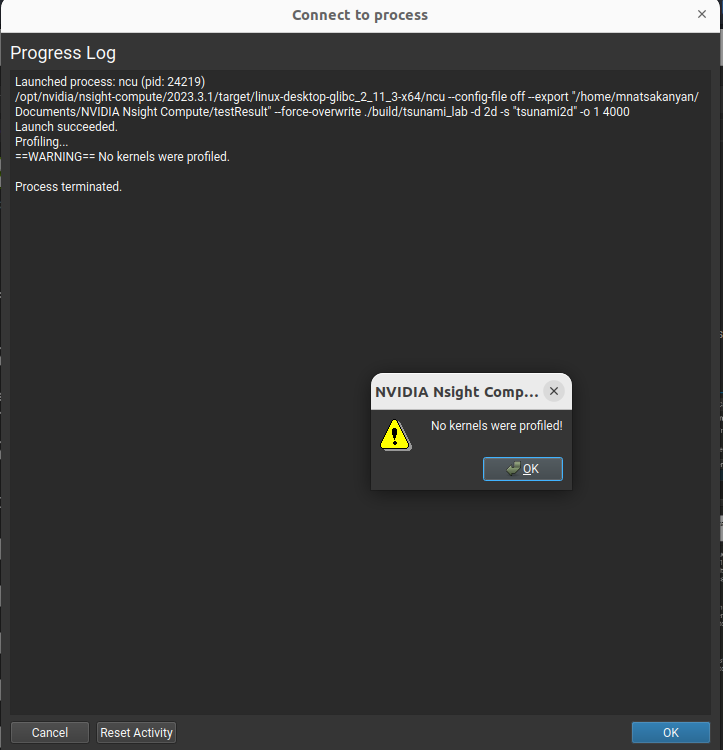 Connect to process
Progress Log
Launched process: ncu (pid: 24219)
/opt/nvidia/nsight-compute/2023.3.1/target/linux-desktop-glibc_2_11_3-x64/ncu --config-file off --export "/home/mnatsakanyan/
Documents/NVIDIA Nsight Compute/testResult" --force-overwrite ./build/tsunami_lab -d 2d -s "tsunami2d" -o 1 4000
Launch succeeded.
Profiling...
==WARNING== No kernels were profiled.
Process terminated.
NVIDIA Nsight Comp...
No kernels were profiled!
OK
Cancel
Reset Activity
OK